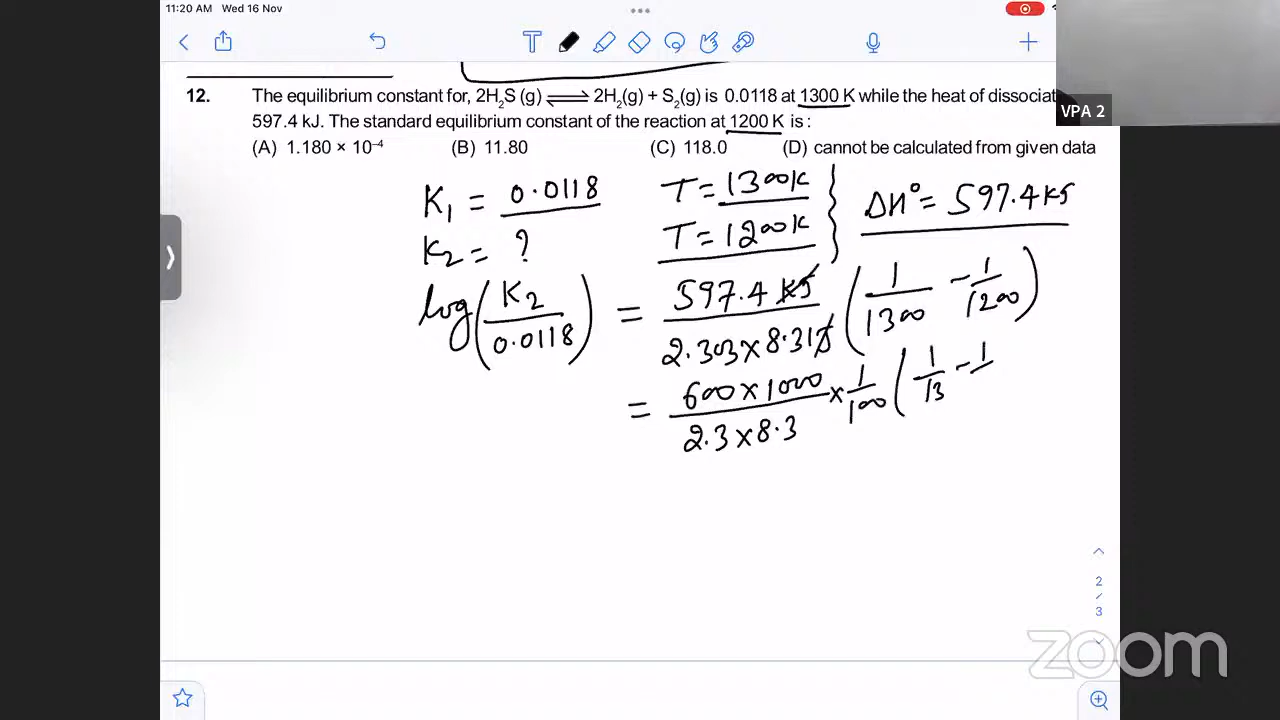 11:20 AM Wed 16 Nov
VPA 2
12. The equilibrium constant for, 2H₂S (g) ⇌ 2H₂(g) + S₂(g) is 0.0118 at 1300 K while the heat of dissociat
597.4 kJ. The standard equilibrium constant of the reaction at 1200 K is :
(A) 1.180 × 10⁻⁴ (B) 11.80 (C) 118.0 (D) cannot be calculated from given data
K₁ = 0.0118 T = 1300K
K₂ = ? T = 1200K
ΔH° = 597.4 kJ
log(K₂/0.0118) = 597.4 kJ/(2.303 × 8.31) (1/1300 − 1/1200)
= (600 × 1000)/(2.3 × 8.3) × 1/100 (1/13 − 1/
2
/
3
zoom